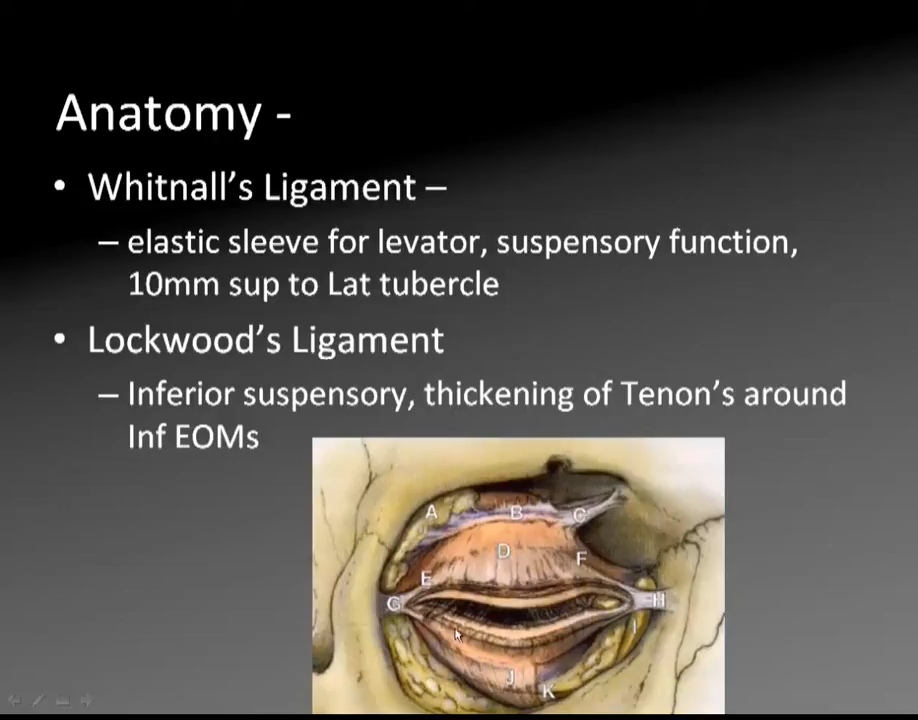 Anatomy -
• Whitnall's Ligament –
– elastic sleeve for levator, suspensory function,
10mm sup to Lat tubercle
• Lockwood's Ligament
– Inferior suspensory, thickening of Tenon's around
Inf EOMs
A
B
C
D
F
E
G
H
I
J
K